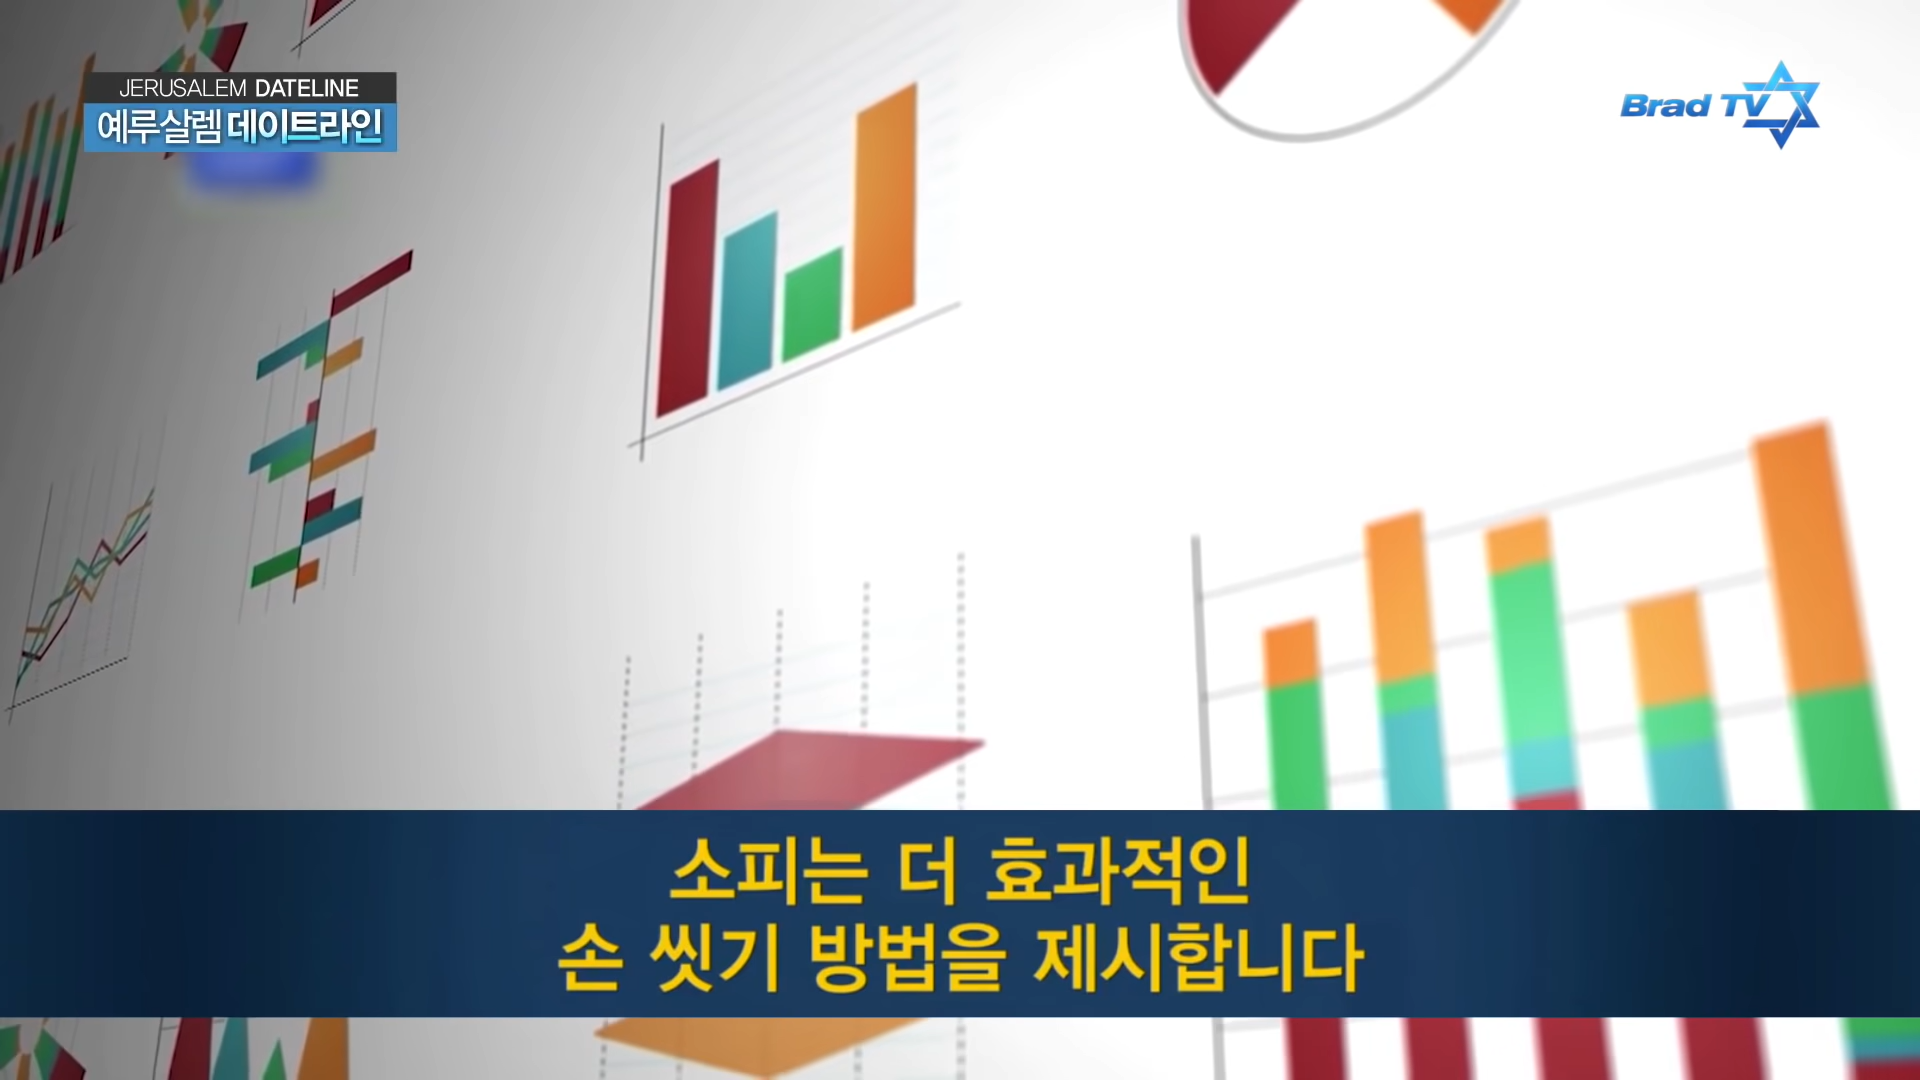 JERUSALEM DATELINE
예루살렘 데이트라인
Brad TV
소피는 더 효과적인
손 씻기 방법을 제시합니다